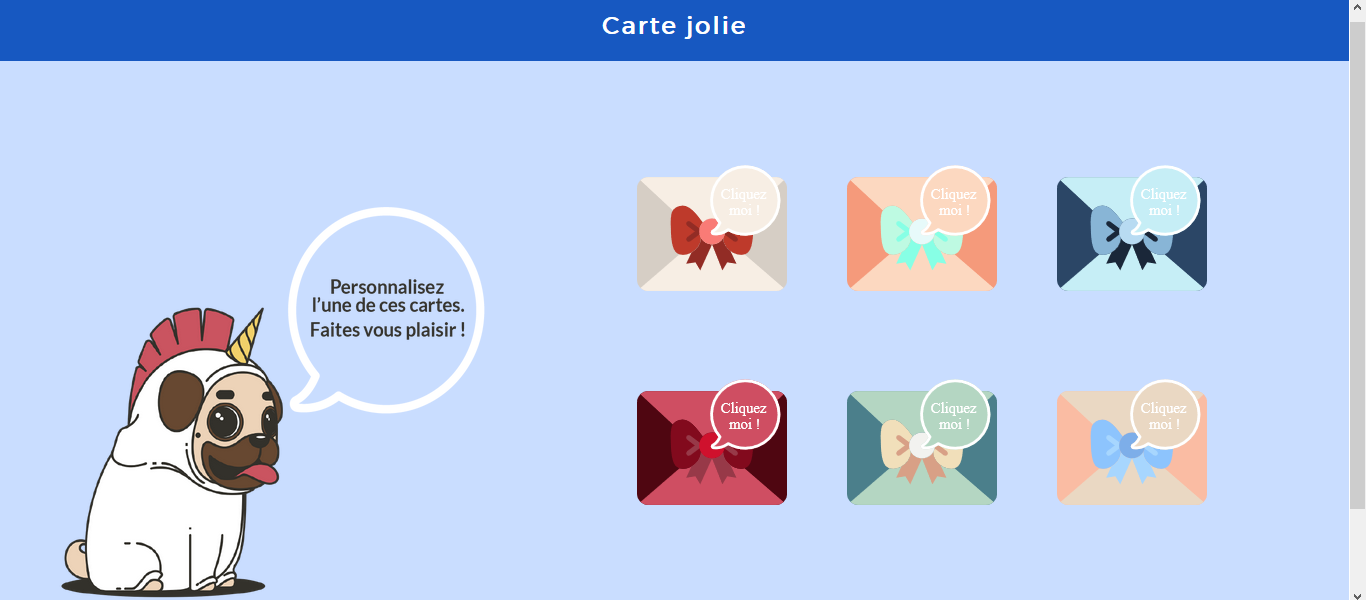 Carte jolie
Personnalisez
l’une de ces cartes.
Faites vous plaisir !
Cliquez
moi !
Cliquez
moi !
Cliquez
moi !
Cliquez
moi !
Cliquez
moi !
Cliquez
moi !